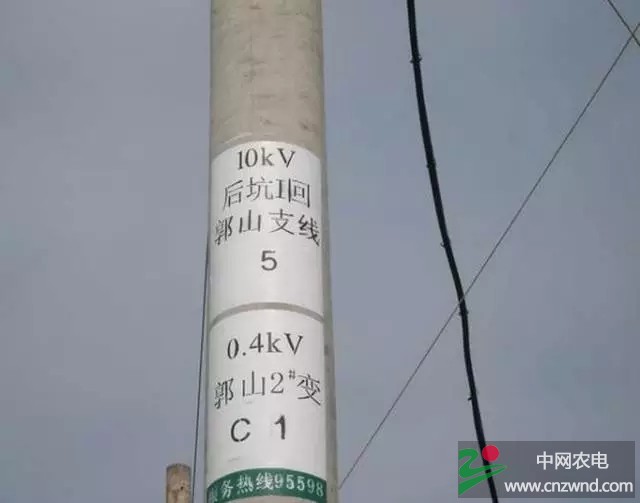 10kV
后坑I回
郭山支线
5
0.4kV
郭山2#变
C 1
服务热线95598
中网农电
www.cnzwnd.com